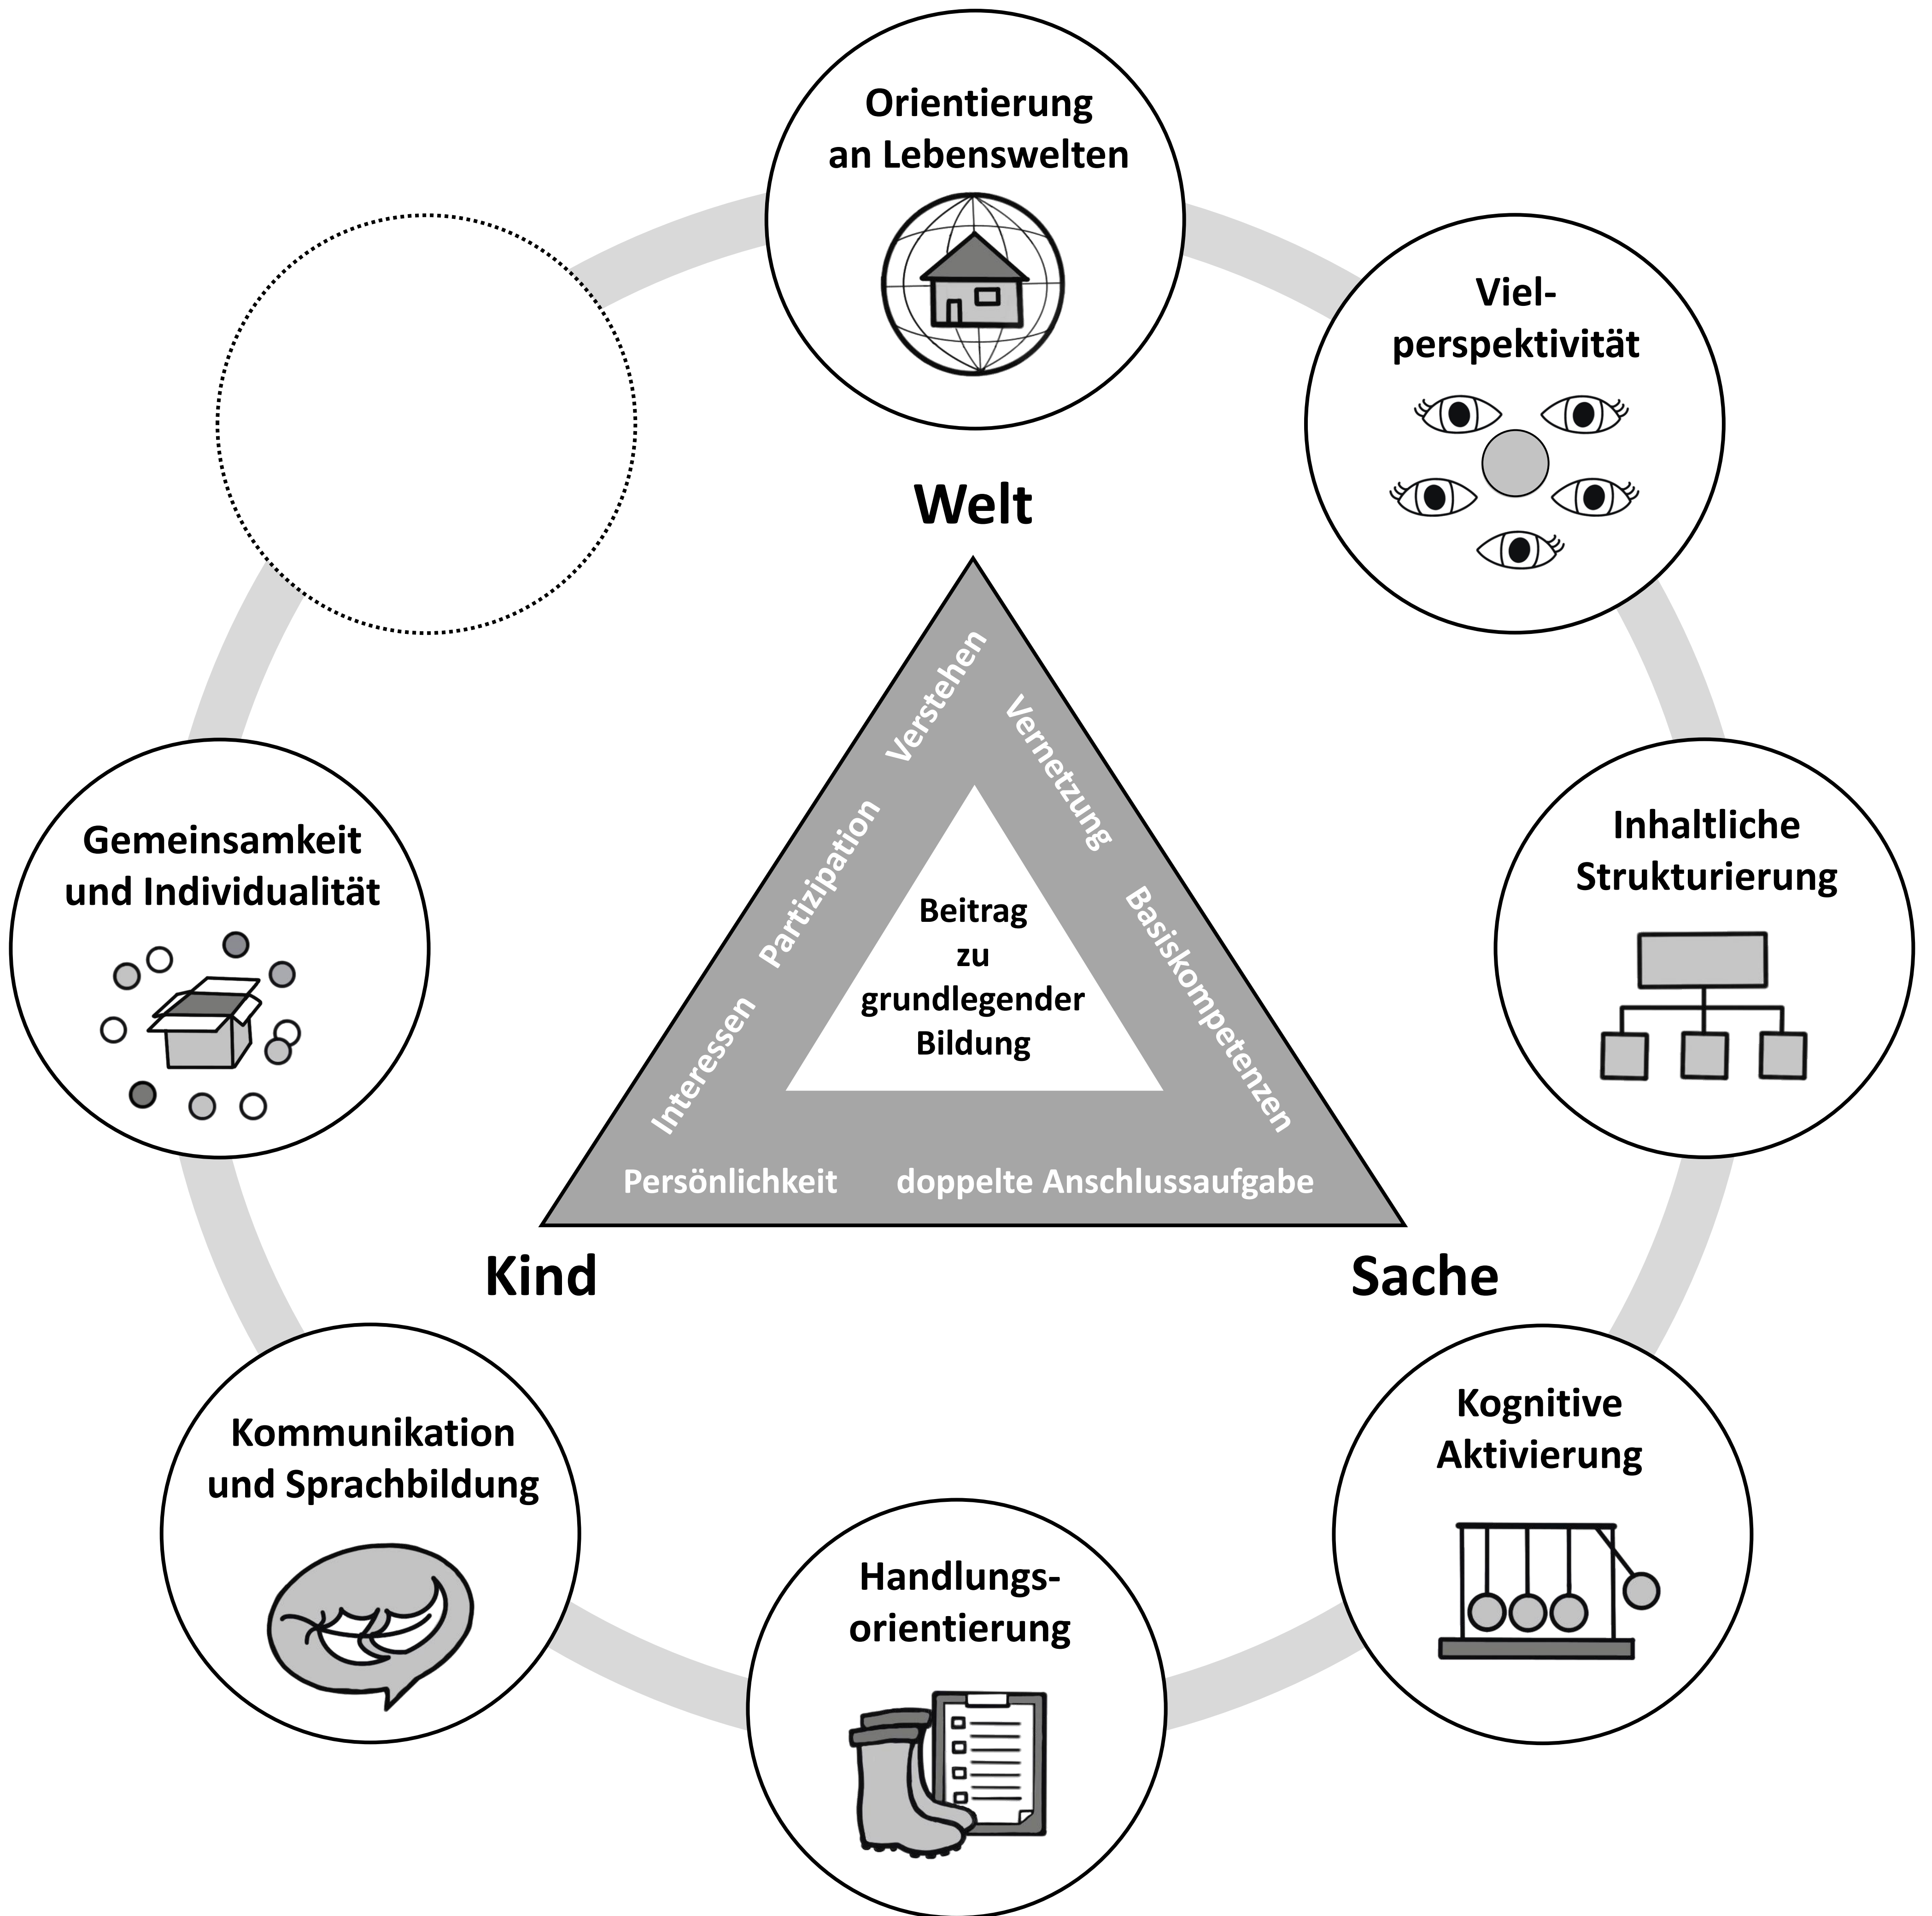 Orientierung
an Lebenswelten
Viel-
perspektivität
Inhaltliche
Strukturierung
Kognitive
Aktivierung
Handlungs-
orientierung
Kommunikation
und Sprachbildung
Gemeinsamkeit
und Individualität
Welt
Kind
Sache
Interessen Partizipation Verstehen
Vernetzung Basiskompetenzen
Persönlichkeit doppelte Anschlussaufgabe
Beitrag
zu
grundlegender
Bildung